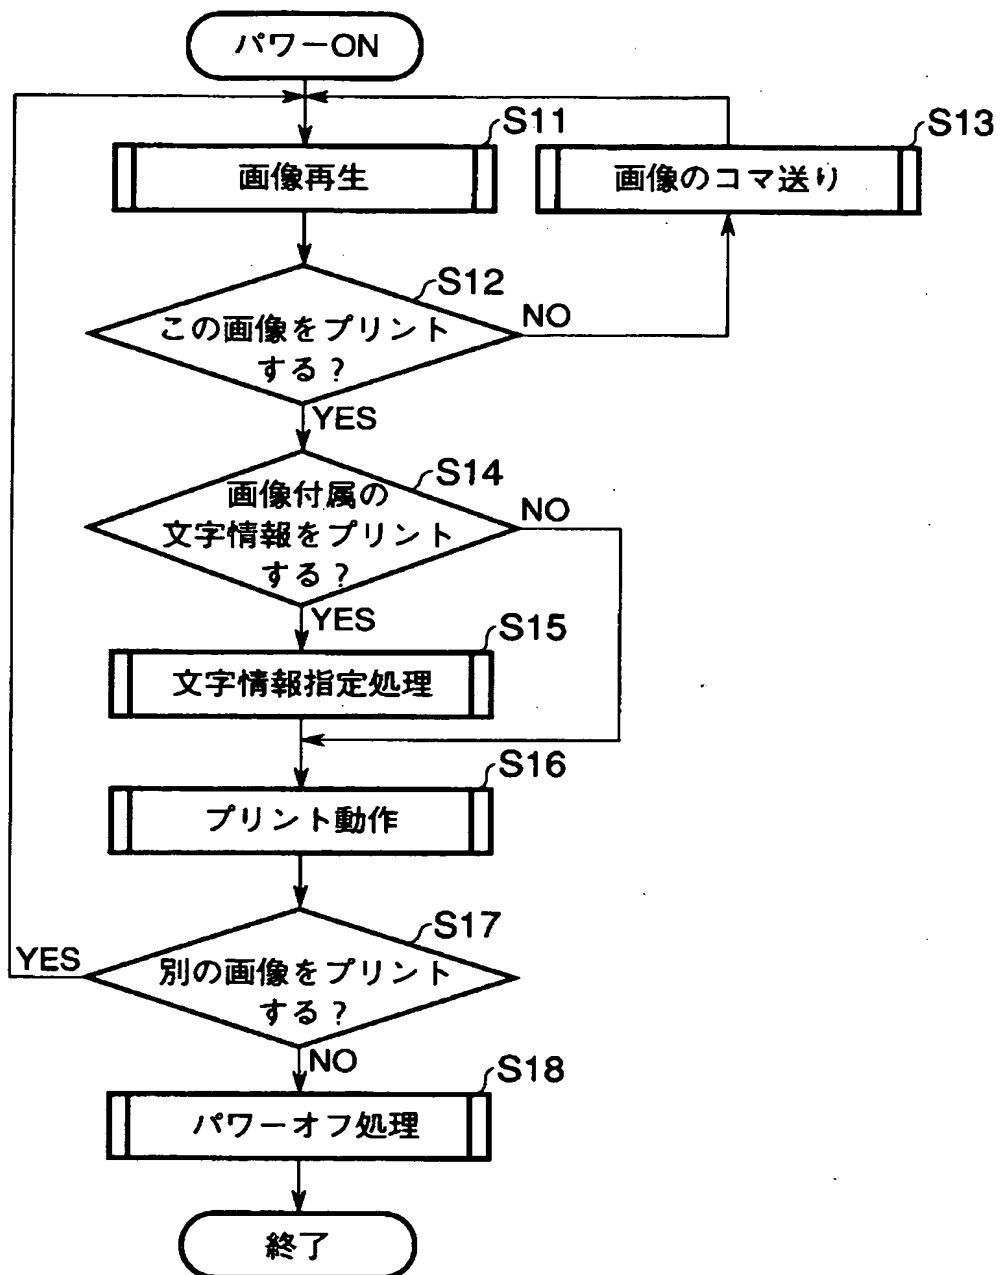 パワーON
S11
画像再生
S13
画像のコマ送り
S12
この画像をプリント
する？
NO
YES
S14
画像付属の
文字情報をプリント
する？
NO
YES
S15
文字情報指定処理
S16
プリント動作
S17
別の画像をプリント
する？
YES
NO
S18
パワーオフ処理
終了